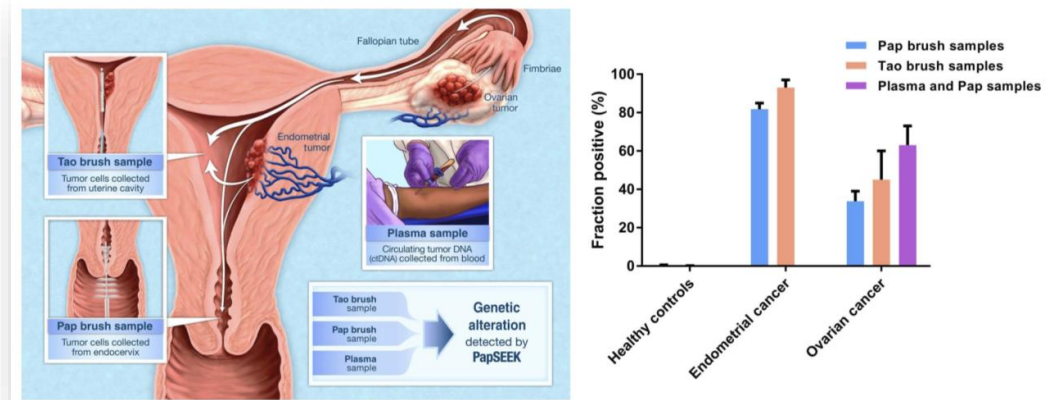 Fallopian tube
Fimbriae
Ovarian
tumor
Endometrial
tumor
Tao brush sample
Tumor cells collected
from uterine cavity
Plasma sample
Circulating tumor DNA
(ctDNA) collected from blood
Pap brush sample
Tumor cells collected
from endocervix
Tao brush
sample
Pap brush
sample
Plasma
sample
Genetic
alteration
detected by
PapSEEK
Pap brush samples
Tao brush samples
Plasma and Pap samples
Fraction positive (%)
100
80
60
40
20
0
Healthy controls
Endometrial cancer
Ovarian cancer